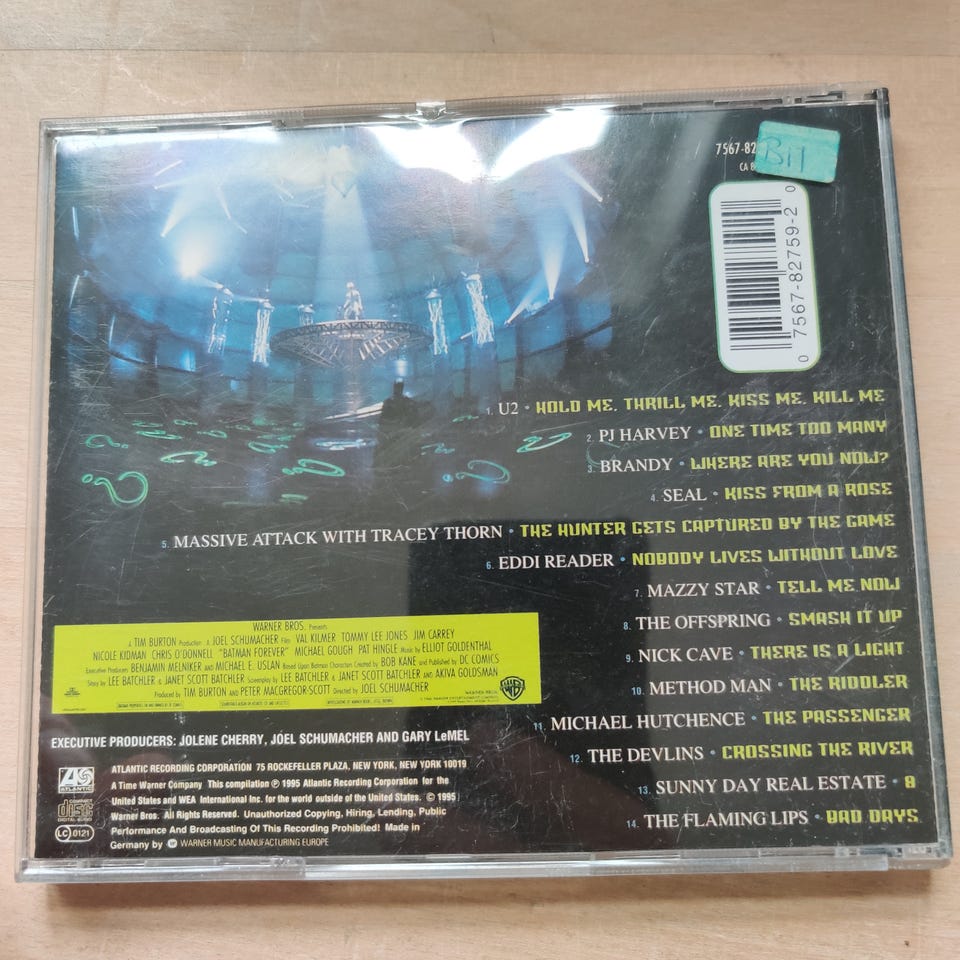 7567-82
CA 8
B17
0 7567-82759-2 0
1. U2 • HOLD ME, THRILL ME, KISS ME, KILL ME
2. PJ HARVEY • ONE TIME TOO MANY
3. BRANDY • WHERE ARE YOU NOW?
4. SEAL • KISS FROM A ROSE
5. MASSIVE ATTACK WITH TRACEY THORN • THE HUNTER GETS CAPTURED BY THE GAME
6. EDDI READER • NOBODY LIVES WITHOUT LOVE
7. MAZZY STAR • TELL ME NOW
8. THE OFFSPRING • SMASH IT UP
9. NICK CAVE • THERE IS A LIGHT
10. METHOD MAN • THE RIDDLER
11. MICHAEL HUTCHENCE • THE PASSENGER
12. THE DEVLINS • CROSSING THE RIVER
13. SUNNY DAY REAL ESTATE • 8
14. THE FLAMING LIPS • BAD DAYS
WARNER BROS. Presents
A TIM BURTON Production A JOEL SCHUMACHER Film VAL KILMER TOMMY LEE JONES JIM CARREY
NICOLE KIDMAN CHRIS O'DONNELL "BATMAN FOREVER" MICHAEL GOUGH PAT HINGLE Music by ELLIOT GOLDENTHAL
Executive Producers BENJAMIN MELNIKER and MICHAEL E. USLAN Based Upon Batman Characters Created by BOB KANE and Published by DC COMICS
Story by LEE BATCHLER & JANET SCOTT BATCHLER Screenplay by LEE BATCHLER & JANET SCOTT BATCHLER and AKIVA GOLDSMAN
Produced by TIM BURTON and PETER MACGREGOR-SCOTT Directed by JOEL SCHUMACHER
WB
WARNER BROS.
EXECUTIVE PRODUCERS: JOLENE CHERRY, JOEL SCHUMACHER AND GARY LeMEL
ATLANTIC RECORDING CORPORATION 75 ROCKEFELLER PLAZA, NEW YORK, NEW YORK 10019
A Time Warner Company This compilation ℗ 1995 Atlantic Recording Corporation for the
United States and WEA International Inc. for the world outside of the United States. © 1995
Warner Bros. All Rights Reserved. Unauthorized Copying, Hiring, Lending, Public
Performance And Broadcasting Of This Recording Prohibited! Made in
Germany by WARNER MUSIC MANUFACTURING EUROPE
ATLANTIC
COMPACT
disc
DIGITAL AUDIO
LC 0121